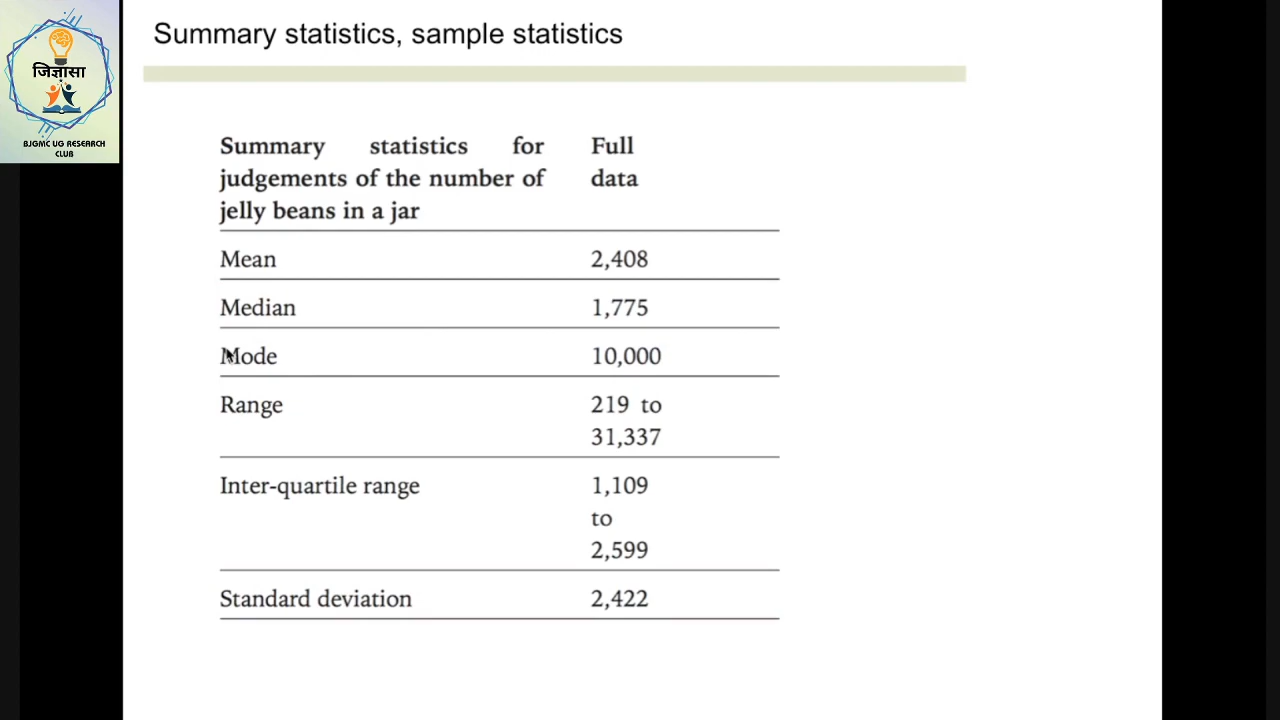 Summary statistics, sample statistics
जिज्ञासा
BJGMC UG RESEARCH
CLUB
Summary statistics for Full
judgements of the number of data
jelly beans in a jar
Mean 2,408
Median 1,775
Mode 10,000
Range 219 to
31,337
Inter-quartile range 1,109
to
2,599
Standard deviation 2,422